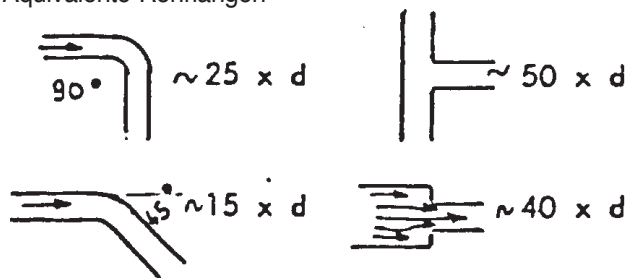 Äquivalente Rohrlängen
90° ~ 25 x d
~ 50 x d
45° ~ 15 x d
~ 40 x d